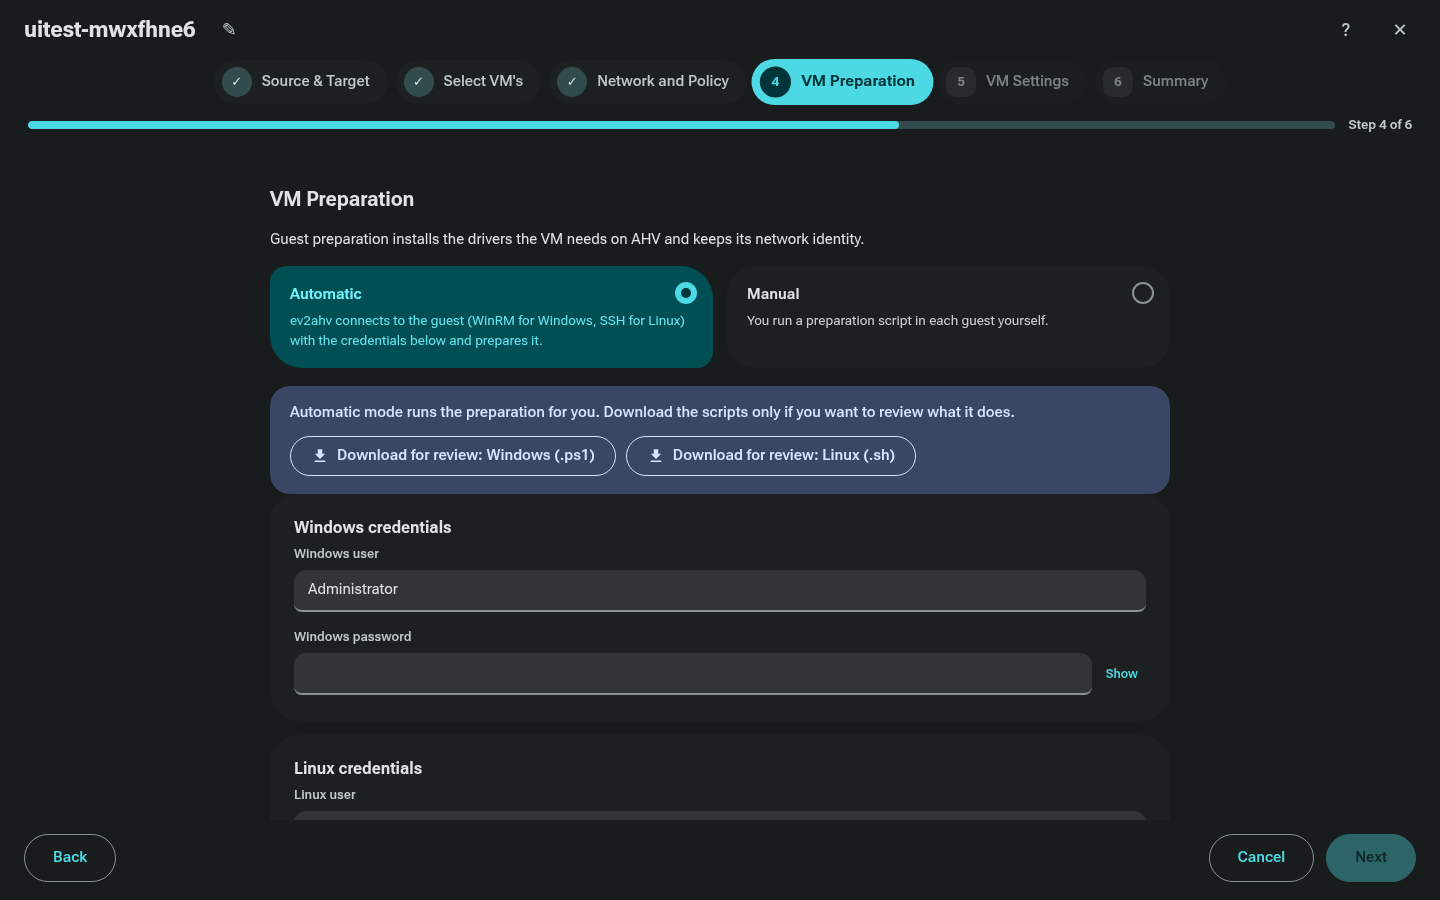 uitest-mwxfhne6 ✎ ? ✕
✓ Source & Target ✓ Select VM's ✓ Network and Policy 4 VM Preparation 5 VM Settings 6 Summary
Step 4 of 6
VM Preparation
Guest preparation installs the drivers the VM needs on AHV and keeps its network identity.
Automatic
ev2ahv connects to the guest (WinRM for Windows, SSH for Linux)
with the credentials below and prepares it.
Manual
You run a preparation script in each guest yourself.
Automatic mode runs the preparation for you. Download the scripts only if you want to review what it does.
Download for review: Windows (.ps1) Download for review: Linux (.sh)
Windows credentials
Windows user
Administrator
Windows password
Show
Linux credentials
Linux user
Back Cancel Next